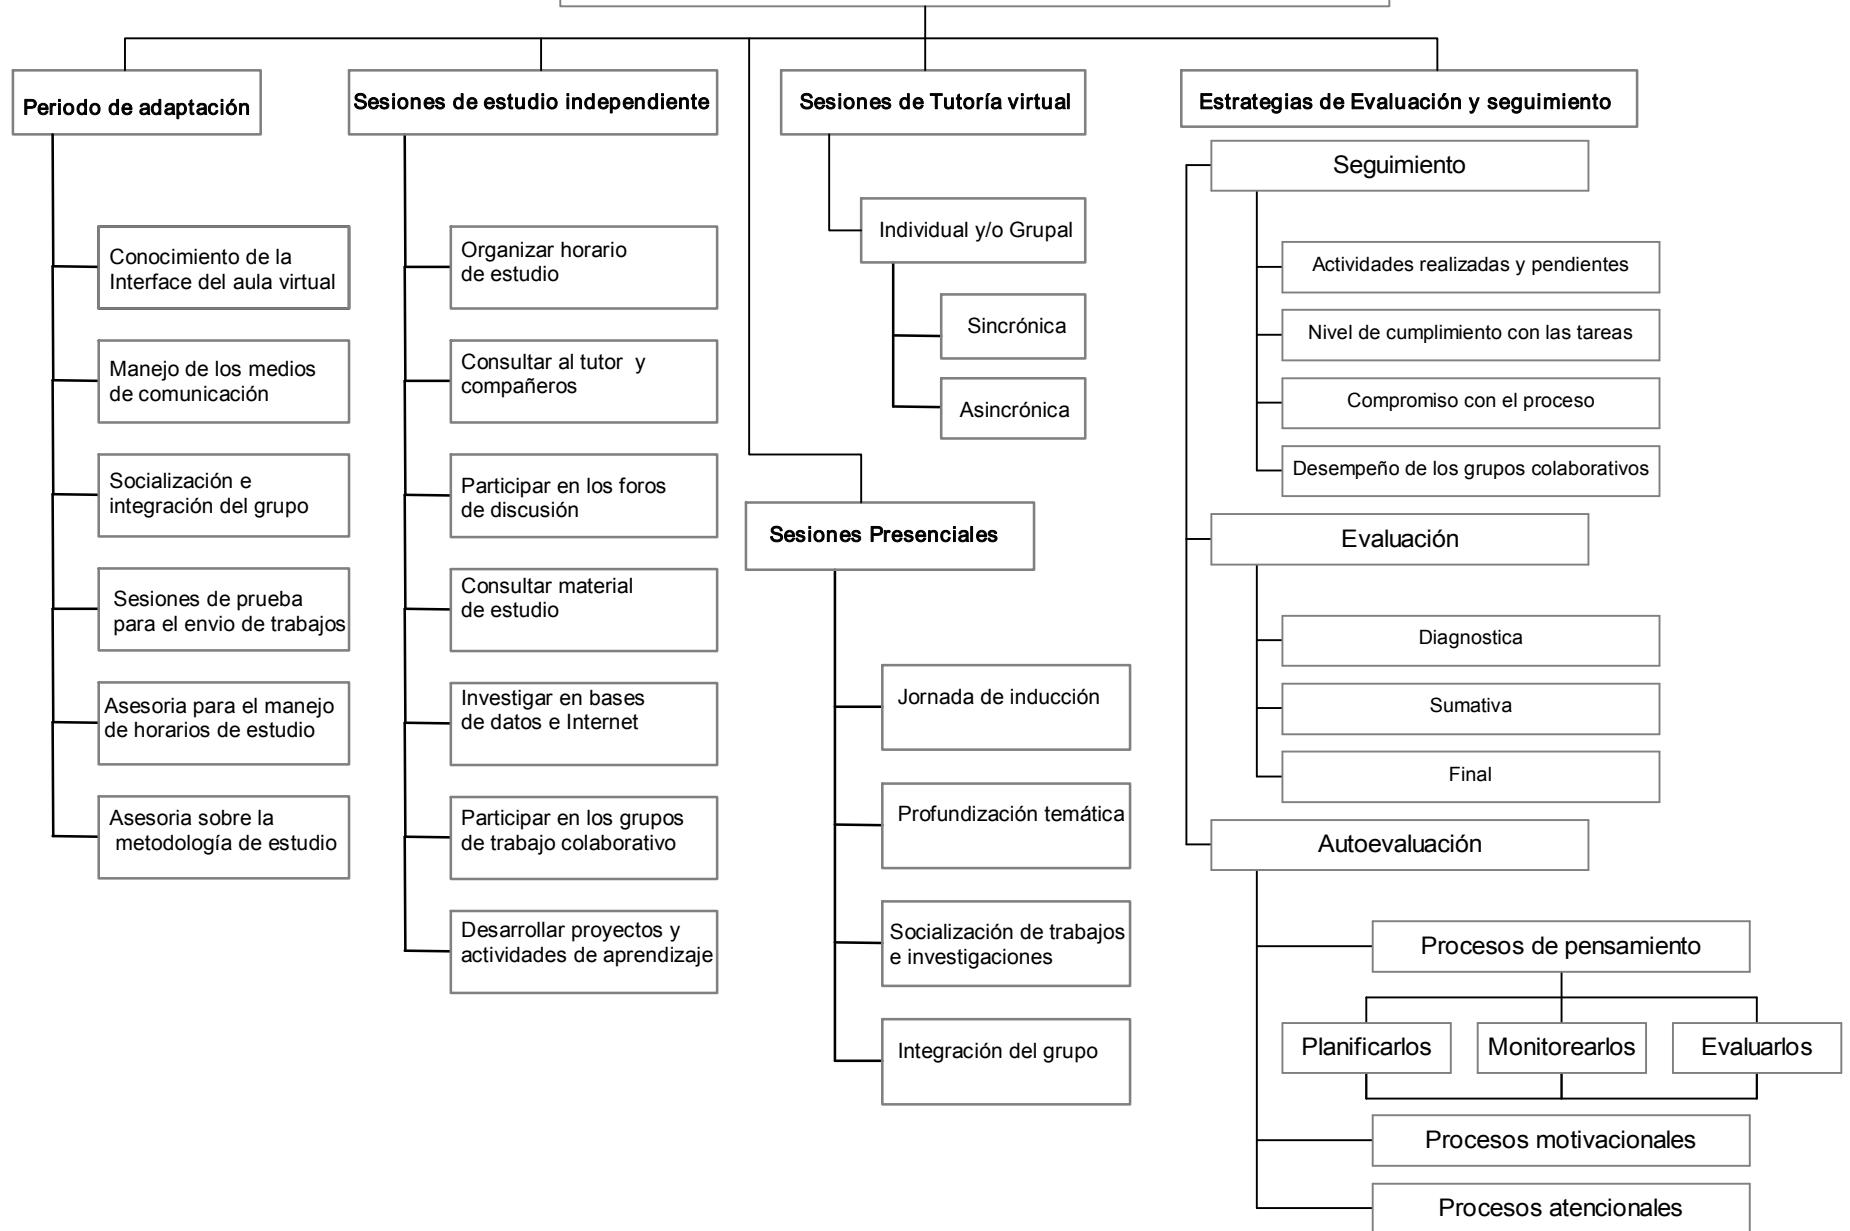 Periodo de adaptación
Conocimiento de la
Interface del aula virtual
Manejo de los medios
de comunicación
Socialización e
integración del grupo
Sesiones de prueba
para el envio de trabajos
Asesoria para el manejo
de horarios de estudio
Asesoria sobre la
metodología de estudio
Sesiones de estudio independiente
Organizar horario
de estudio
Consultar al tutor y
compañeros
Participar en los foros
de discusión
Consultar material
de estudio
Investigar en bases
de datos e Internet
Participar en los grupos
de trabajo colaborativo
Desarrollar proyectos y
actividades de aprendizaje
Sesiones de Tutoría virtual
Individual y/o Grupal
Sincrónica
Asincrónica
Sesiones Presenciales
Jornada de inducción
Profundización temática
Socialización de trabajos
e investigaciones
Integración del grupo
Estrategias de Evaluación y seguimiento
Seguimiento
Actividades realizadas y pendientes
Nivel de cumplimiento con las tareas
Compromiso con el proceso
Desempeño de los grupos colaborativos
Evaluación
Diagnostica
Sumativa
Final
Autoevaluación
Procesos de pensamiento
Planificarlos
Monitorearlos
Evaluarlos
Procesos motivacionales
Procesos atencionales